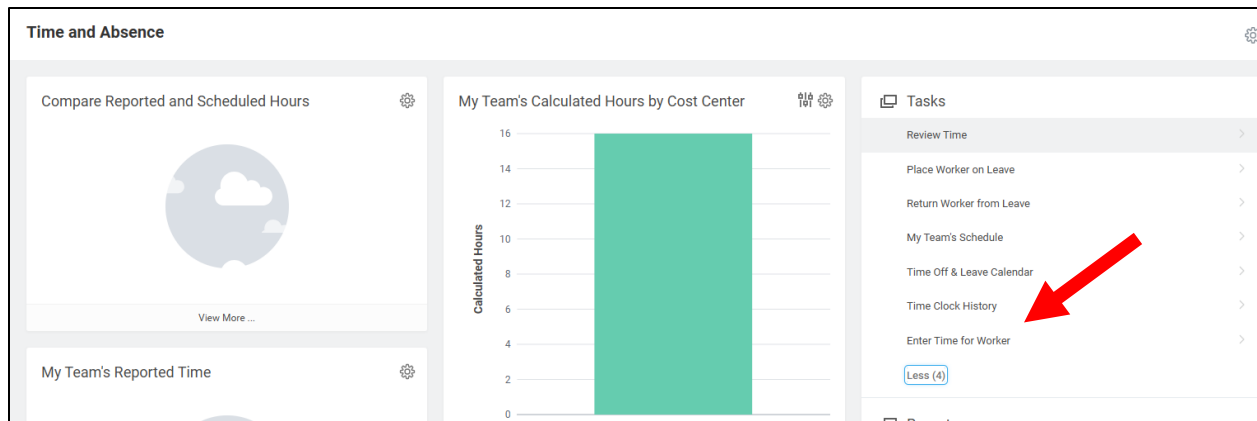 Time and Absence
Compare Reported and Scheduled Hours
View More ...
My Team's Reported Time
My Team's Calculated Hours by Cost Center
Calculated Hours
16
14
12
10
8
6
4
2
0
Tasks
Review Time
Place Worker on Leave
Return Worker from Leave
My Team's Schedule
Time Off & Leave Calendar
Time Clock History
Enter Time for Worker
Less (4)